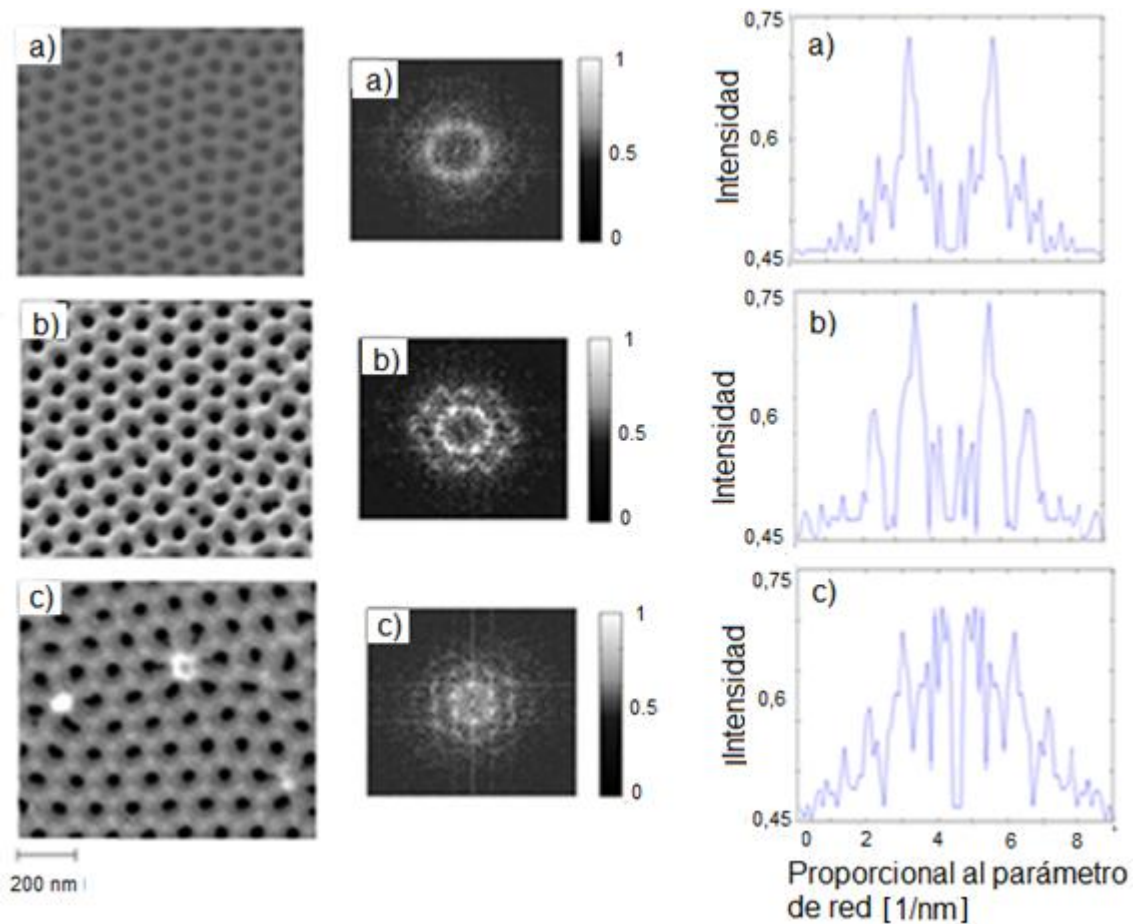 a)
a)
1
0.5
0
a)
Intensidad
0,75
0,6
0,45
b)
b)
1
0.5
0
b)
Intensidad
0,75
0,6
0,45
c)
c)
1
0.5
0
c)
IIntensidad
0,75
0,6
0,45
0 2 4 6 8
Proporcional al parámetro
de red [1/nm]
200 nm